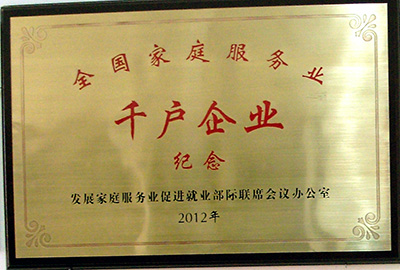 全国家庭服务业
千户企业
纪念
发展家庭服务业促进就业部际联席会议办公室
2012年